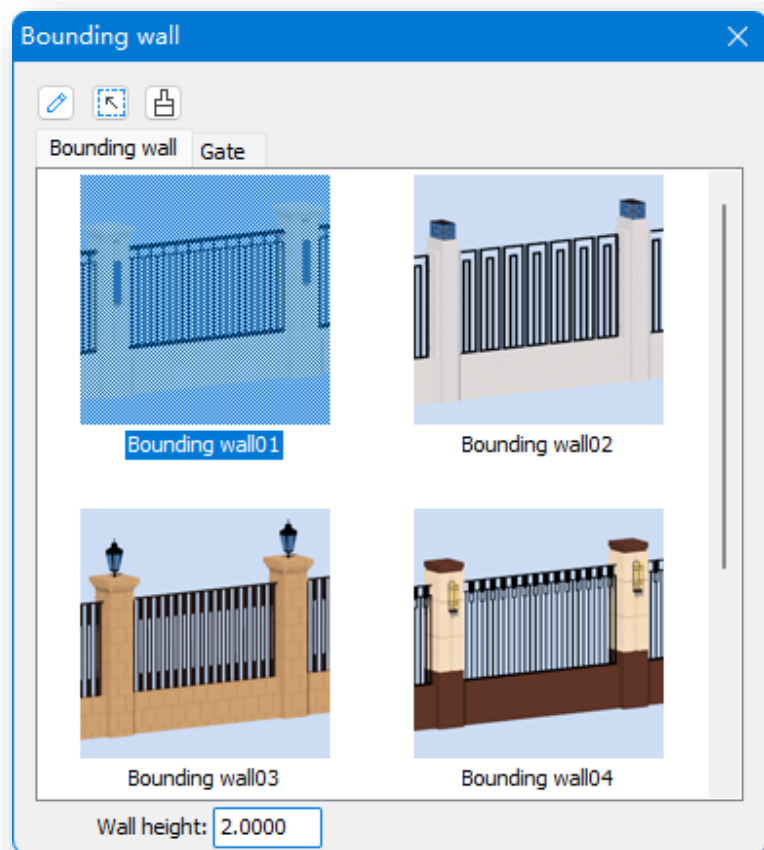 Bounding wall
Bounding wall Gate
Bounding wall01 Bounding wall02
Bounding wall03 Bounding wall04
Wall height: 2.0000